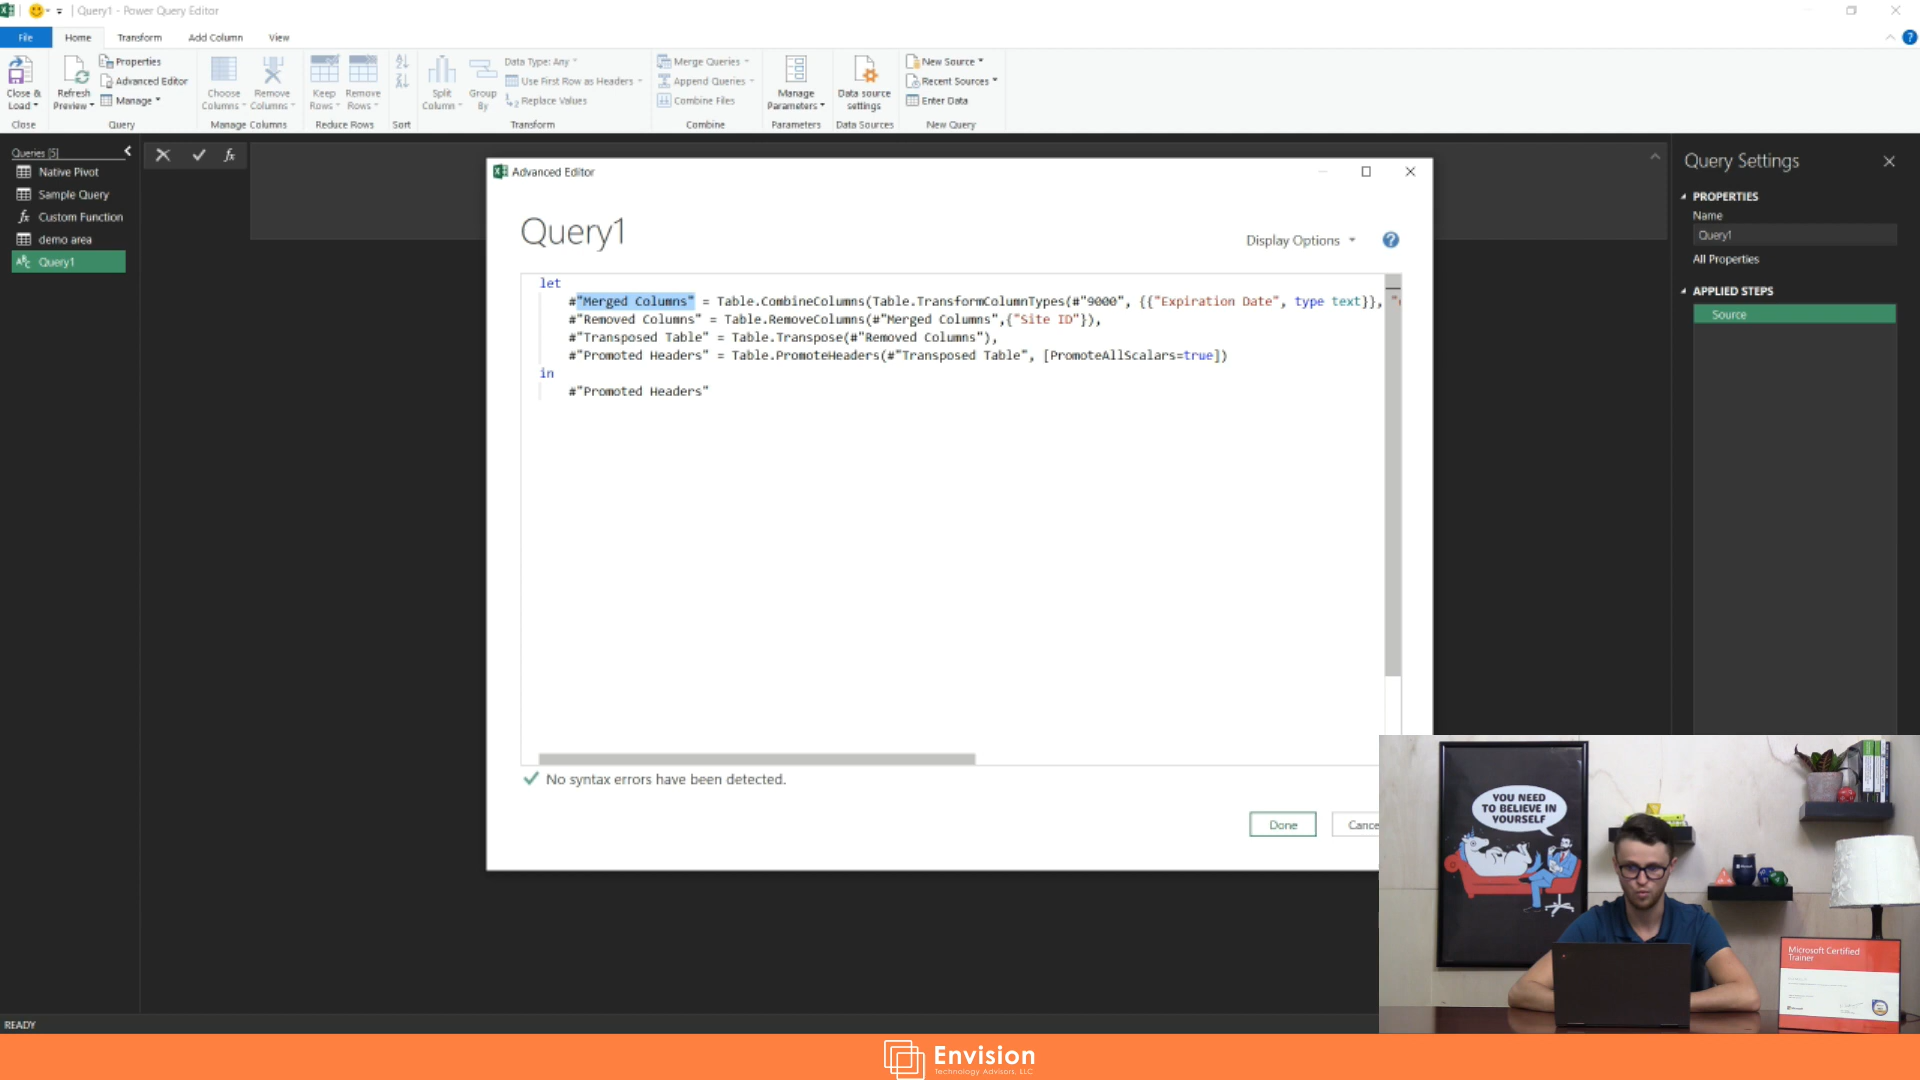 Query1 - Power Query Editor
File Home Transform Add Column View
Close & Load
Refresh Preview
Properties
Advanced Editor
Manage
Choose Columns
Remove Columns
Keep Rows
Remove Rows
Split Column
Group By
Data Type: Any
Use First Row as Headers
Replace Values
Merge Queries
Append Queries
Combine Files
Manage Parameters
Data source settings
New Source
Recent Sources
Enter Data
Close Query Manage Columns Reduce Rows Sort Transform Combine Parameters Data Sources New Query
Queries [5]
Native Pivot
Sample Query
fx Custom Function
demo area
ABC Query1
fx
Advanced Editor
Query1
Display Options
?
let
#"Merged Columns" = Table.CombineColumns(Table.TransformColumnTypes(#"9000", {{"Expiration Date", type text}},
#"Removed Columns" = Table.RemoveColumns(#"Merged Columns",{"Site ID"}),
#"Transposed Table" = Table.Transpose(#"Removed Columns"),
#"Promoted Headers" = Table.PromoteHeaders(#"Transposed Table", [PromoteAllScalars=true])
in
#"Promoted Headers"
No syntax errors have been detected.
Done
Cance
Query Settings
PROPERTIES
Name
Query1
All Properties
APPLIED STEPS
Source
YOU NEED
TO BELIEVE IN
YOURSELF
Microsoft Certified
Trainer
READY
Envision
Technology Advisors, LLC